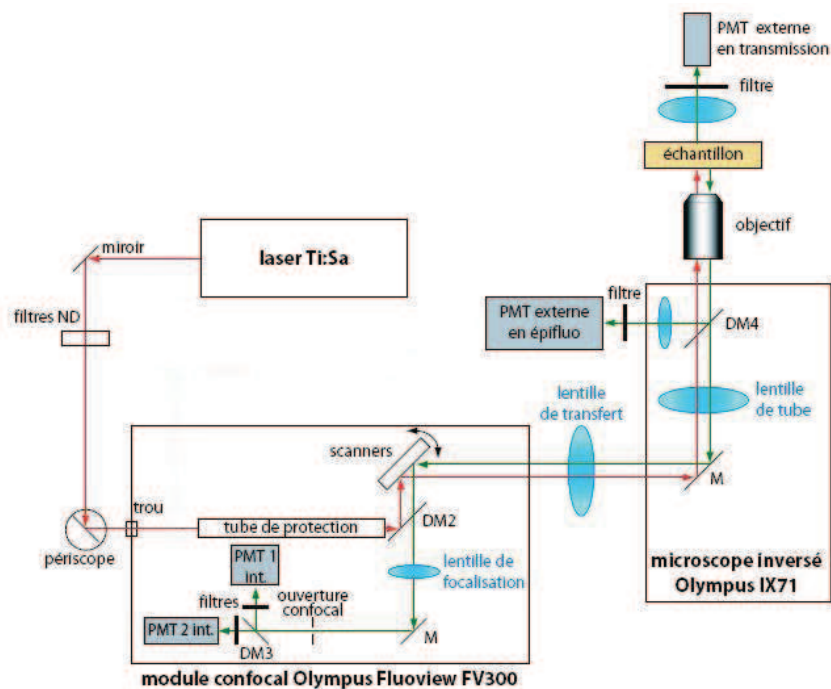 PMT externe
en transmission
filtre
échantillon
objectif
miroir
laser Ti:Sa
filtres ND
filtre
PMT externe
en épifluo
DM4
lentille
de transfert
lentille
de tube
scanners
M
trou
tube de protection
DM2
périscope
PMT 1
int.
lentille de
focalisation
microscope inversé
Olympus IX71
filtres
ouverture
confocal
PMT 2 int.
DM3
M
module confocal Olympus Fluoview FV300